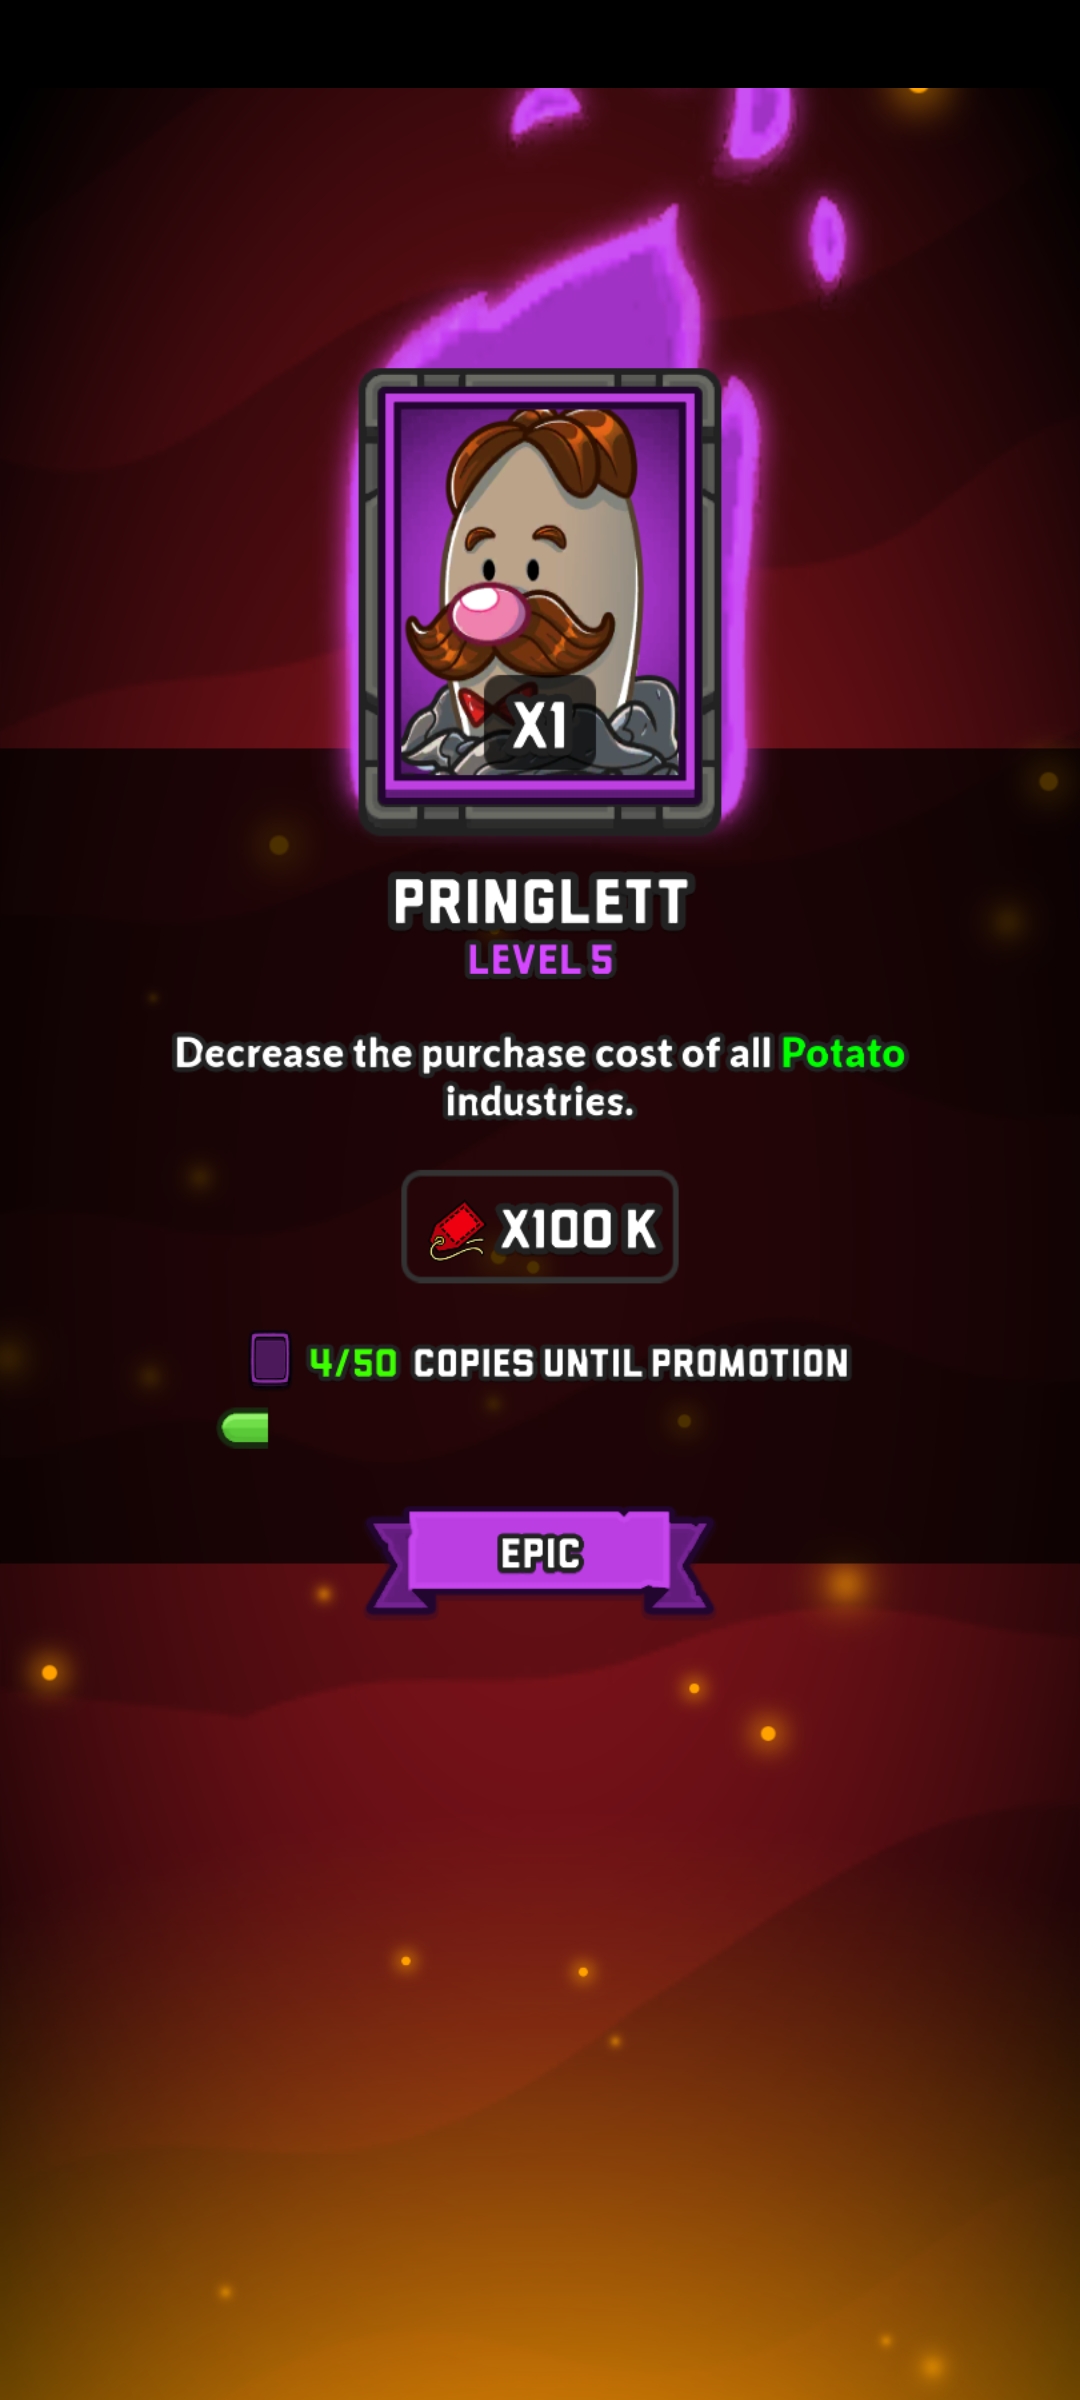 X1
PRINGLETT
LEVEL 5
Decrease the purchase cost of all Potato
industries.
X100 K
4/50 COPIES UNTIL PROMOTION
EPIC